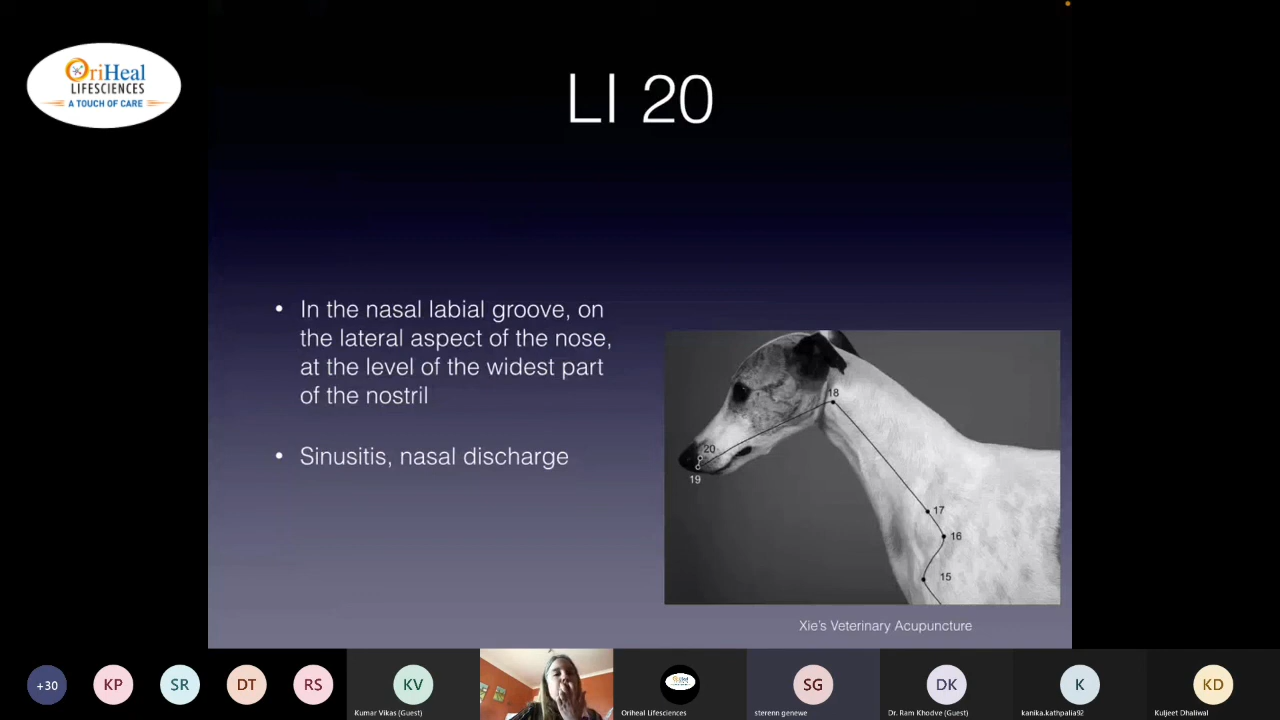 OriHeal
LIFESCIENCES
A TOUCH OF CARE
LI 20
• In the nasal labial groove, on
the lateral aspect of the nose,
at the level of the widest part
of the nostril
• Sinusitis, nasal discharge
18
20
19
17
16
15
Xie's Veterinary Acupuncture
+30
KP
SR
DT
RS
KV
Kumar Vikas (Guest)
OriHeal
Oriheal Lifesciences
SG
sterenn genewe
DK
Dr. Ram Khodve (Guest)
K
kanika.kathpalia92
KD
Kuljeet Dhaliwal